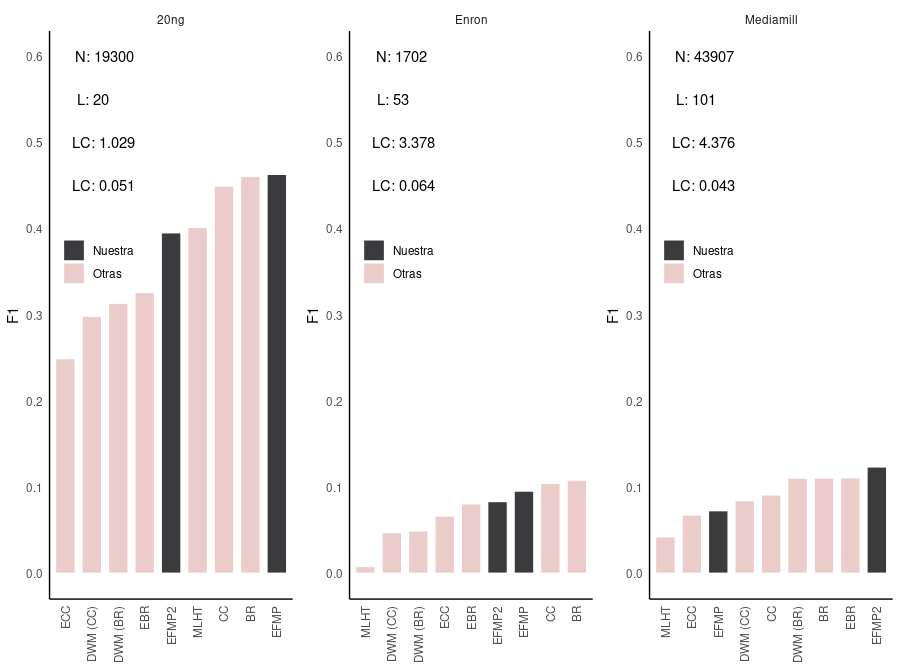 20ng
N: 19300
L: 20
LC: 1.029
LC: 0.051
Nuestra
Otras
F1
0.6
0.5
0.4
0.3
0.2
0.1
0.0
ECC
DWM (CC)
DWM (BR)
EBR
EFMP2
MLHT
CC
BR
EFMP
Enron
N: 1702
L: 53
LC: 3.378
LC: 0.064
Nuestra
Otras
F1
0.6
0.5
0.4
0.3
0.2
0.1
0.0
MLHT
DWM (CC)
DWM (BR)
ECC
EBR
EFMP2
EFMP
CC
BR
Mediamill
N: 43907
L: 101
LC: 4.376
LC: 0.043
Nuestra
Otras
F1
0.6
0.5
0.4
0.3
0.2
0.1
0.0
MLHT
ECC
EFMP
DWM (CC)
CC
DWM (BR)
BR
EBR
EFMP2